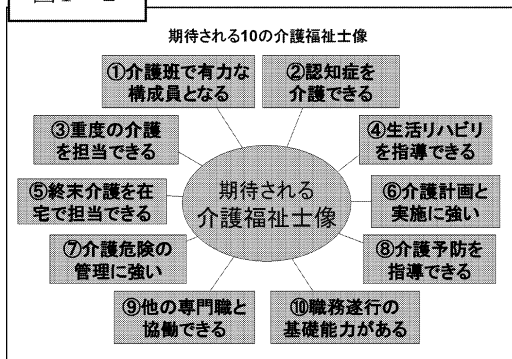 期待される10の介護福祉士像
①介護班で有力な
構成員となる
②認知症を
介護できる
③重度の介護
を担当できる
④生活リハビリ
を指導できる
⑤終末介護を在
宅で担当できる
期待される
介護福祉士像
⑥介護計画と
実施に強い
⑦介護危険の
管理に強い
⑧介護予防を
指導できる
⑨他の専門職と
協働できる
⑩職務遂行の
基礎能力がある